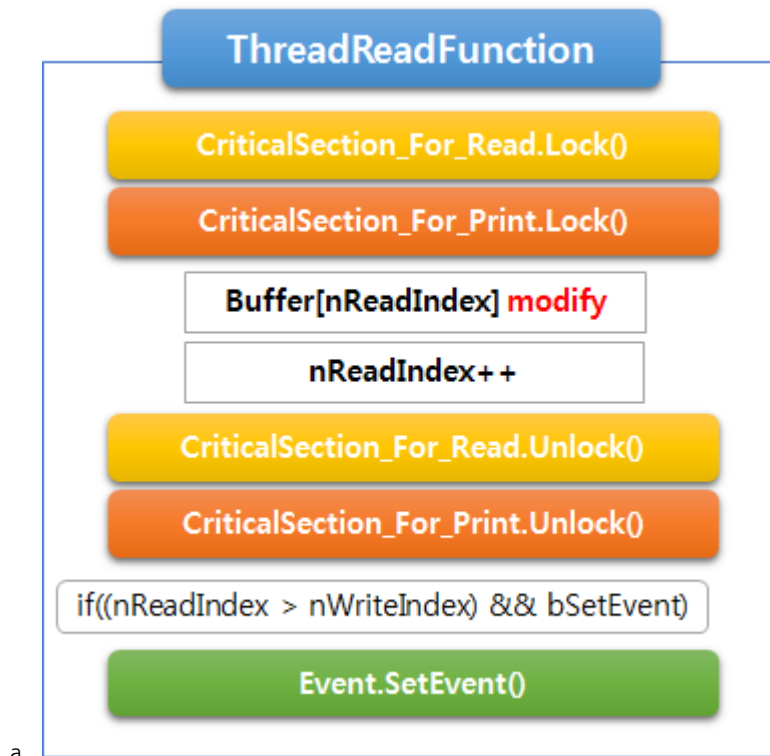 ThreadReadFunction
CriticalSection_For_Read.Lock()
CriticalSection_For_Print.Lock()
Buffer[nReadIndex] modify
nReadIndex++
CriticalSection_For_Read.Unlock()
CriticalSection_For_Print.Unlock()
if((nReadIndex > nWriteIndex) && bSetEvent)
Event.SetEvent()
a